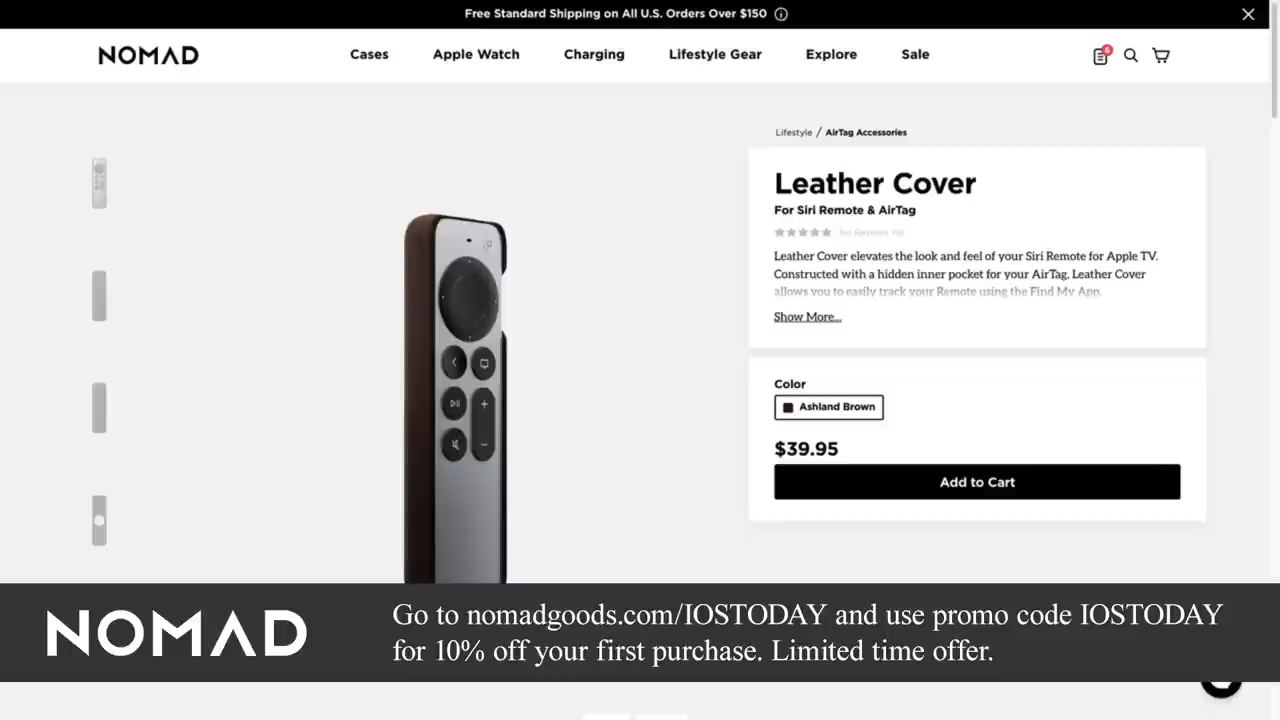 Free Standard Shipping on All U.S. Orders Over $150
NOMAD
Cases Apple Watch Charging Lifestyle Gear Explore Sale
6
Lifestyle / AirTag Accessories
Leather Cover
For Siri Remote & AirTag
No Reviews Yet
Leather Cover elevates the look and feel of your Siri Remote for Apple TV.
Constructed with a hidden inner pocket for your AirTag, Leather Cover
allows you to easily track your Remote using the Find My App.
Show More...
Color
Ashland Brown
$39.95
Add to Cart
NOMAD
Go to nomadgoods.com/IOSTODAY and use promo code IOSTODAY
for 10% off your first purchase. Limited time offer.